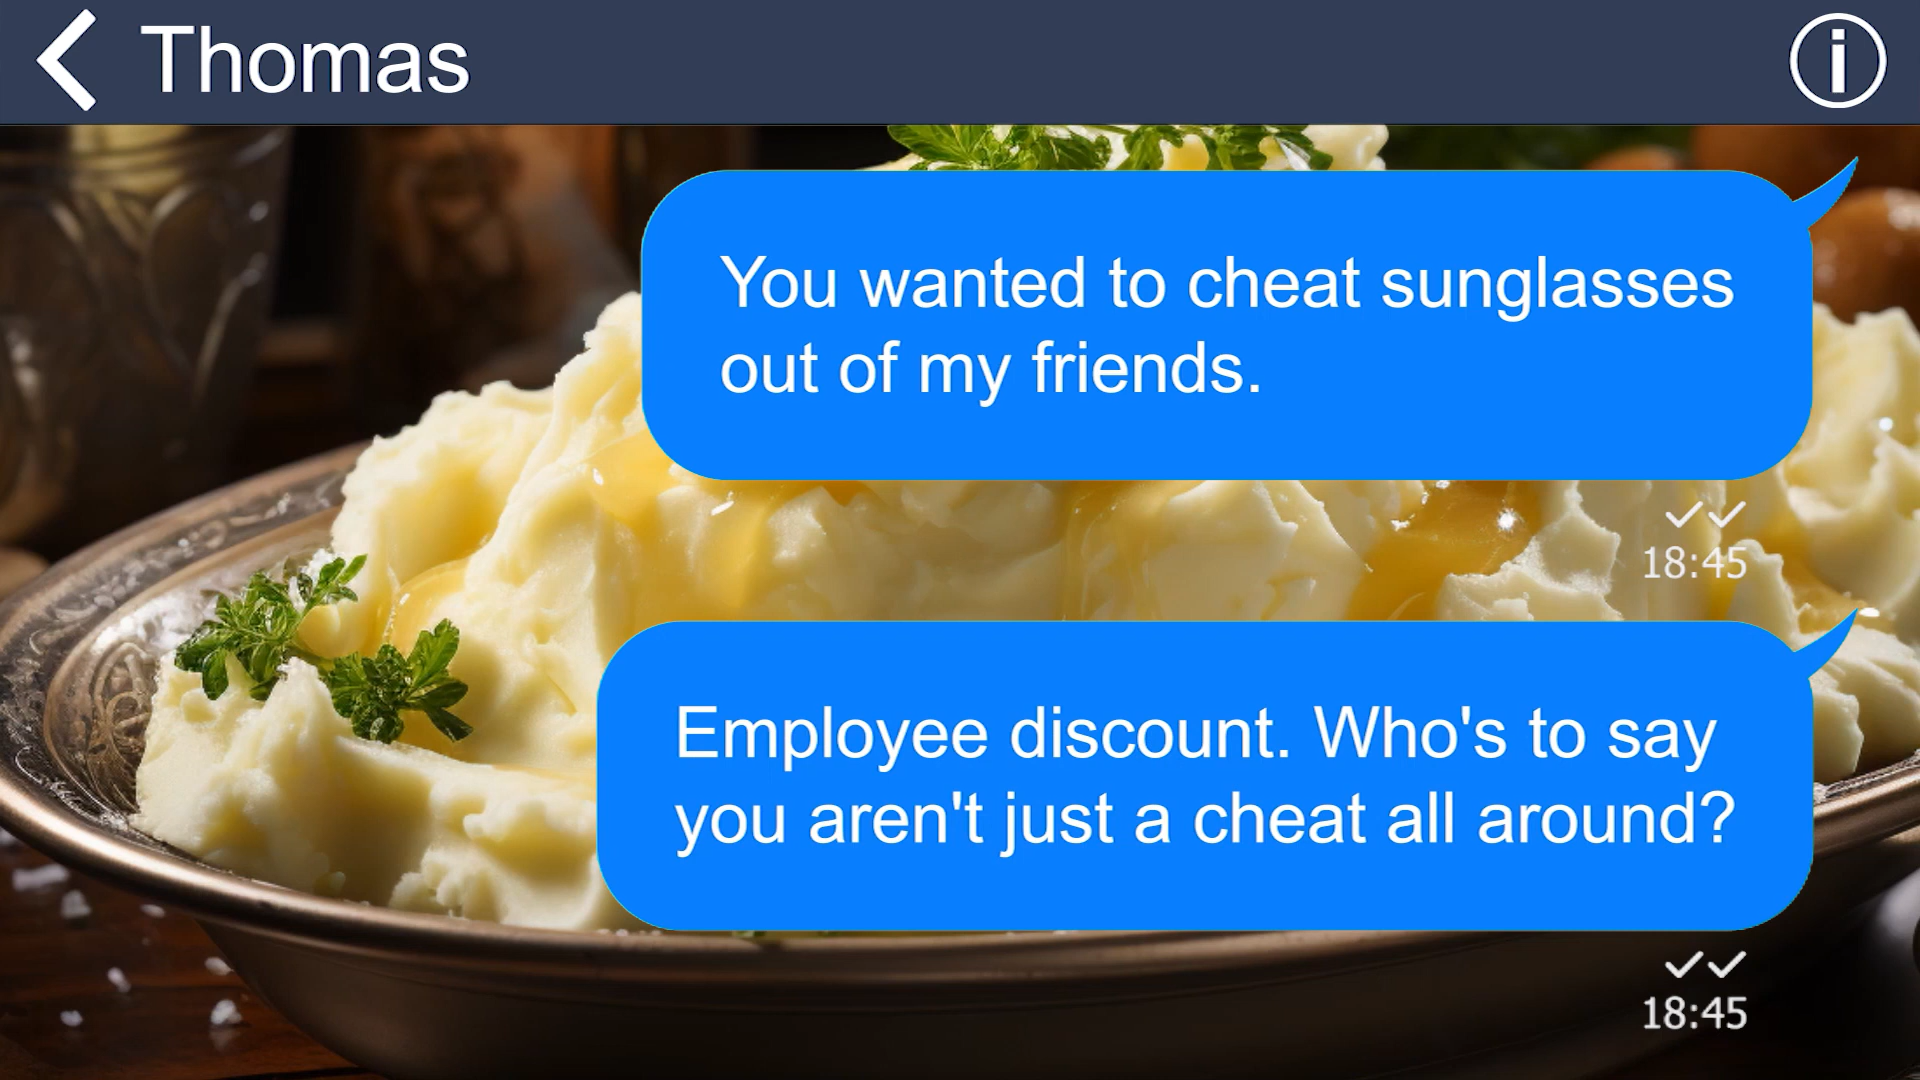 Thomas
You wanted to cheat sunglasses
out of my friends.
18:45
Employee discount. Who's to say
you aren't just a cheat all around?
18:45